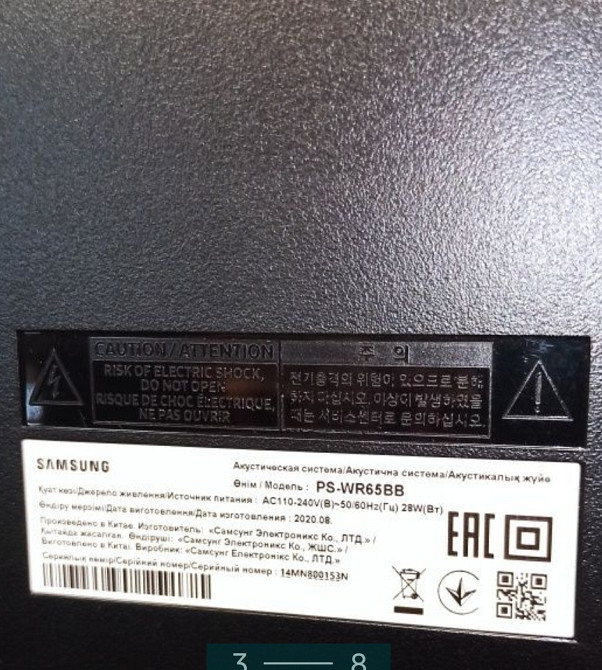 CAUTION/ATTENTION
RISK OF ELECTRIC SHOCK,
DO NOT OPEN
RISQUE DE CHOC ÉLECTRIQUE,
NE PAS OUVRIR
주 의
전기충격의 위험이 있으므로 분해
하지 마십시오. 이상이 발생하였을
때는 서비스센터로 문의하십시오.
SAMSUNG
Акустическая система/Акустична система/Акустикалық жүйе
Өнім / Модель : PS-WR65BB
Қуат көзі/Джерело живлення/Источник питания : AC110-240V(В)~50/60Hz(Гц) 28W(Вт)
Өндіру мерзімі/Дата виготовлення/Дата изготовления : 2020.08.
Произведено в Китае. Изготовитель: «Самсунг Электроникс Ко., ЛТД.» /
Қытайда жасалған. Өндіруші: «Самсунг Электроникс Ко., ЖШС.» /
Виготовлено в Китаї. Виробник: «Самсунг Електронікс Ко., ЛТД.»
Сериялық нөмір/Серійний номер/Серийный номер : 14MN800153N
EAC
3 8